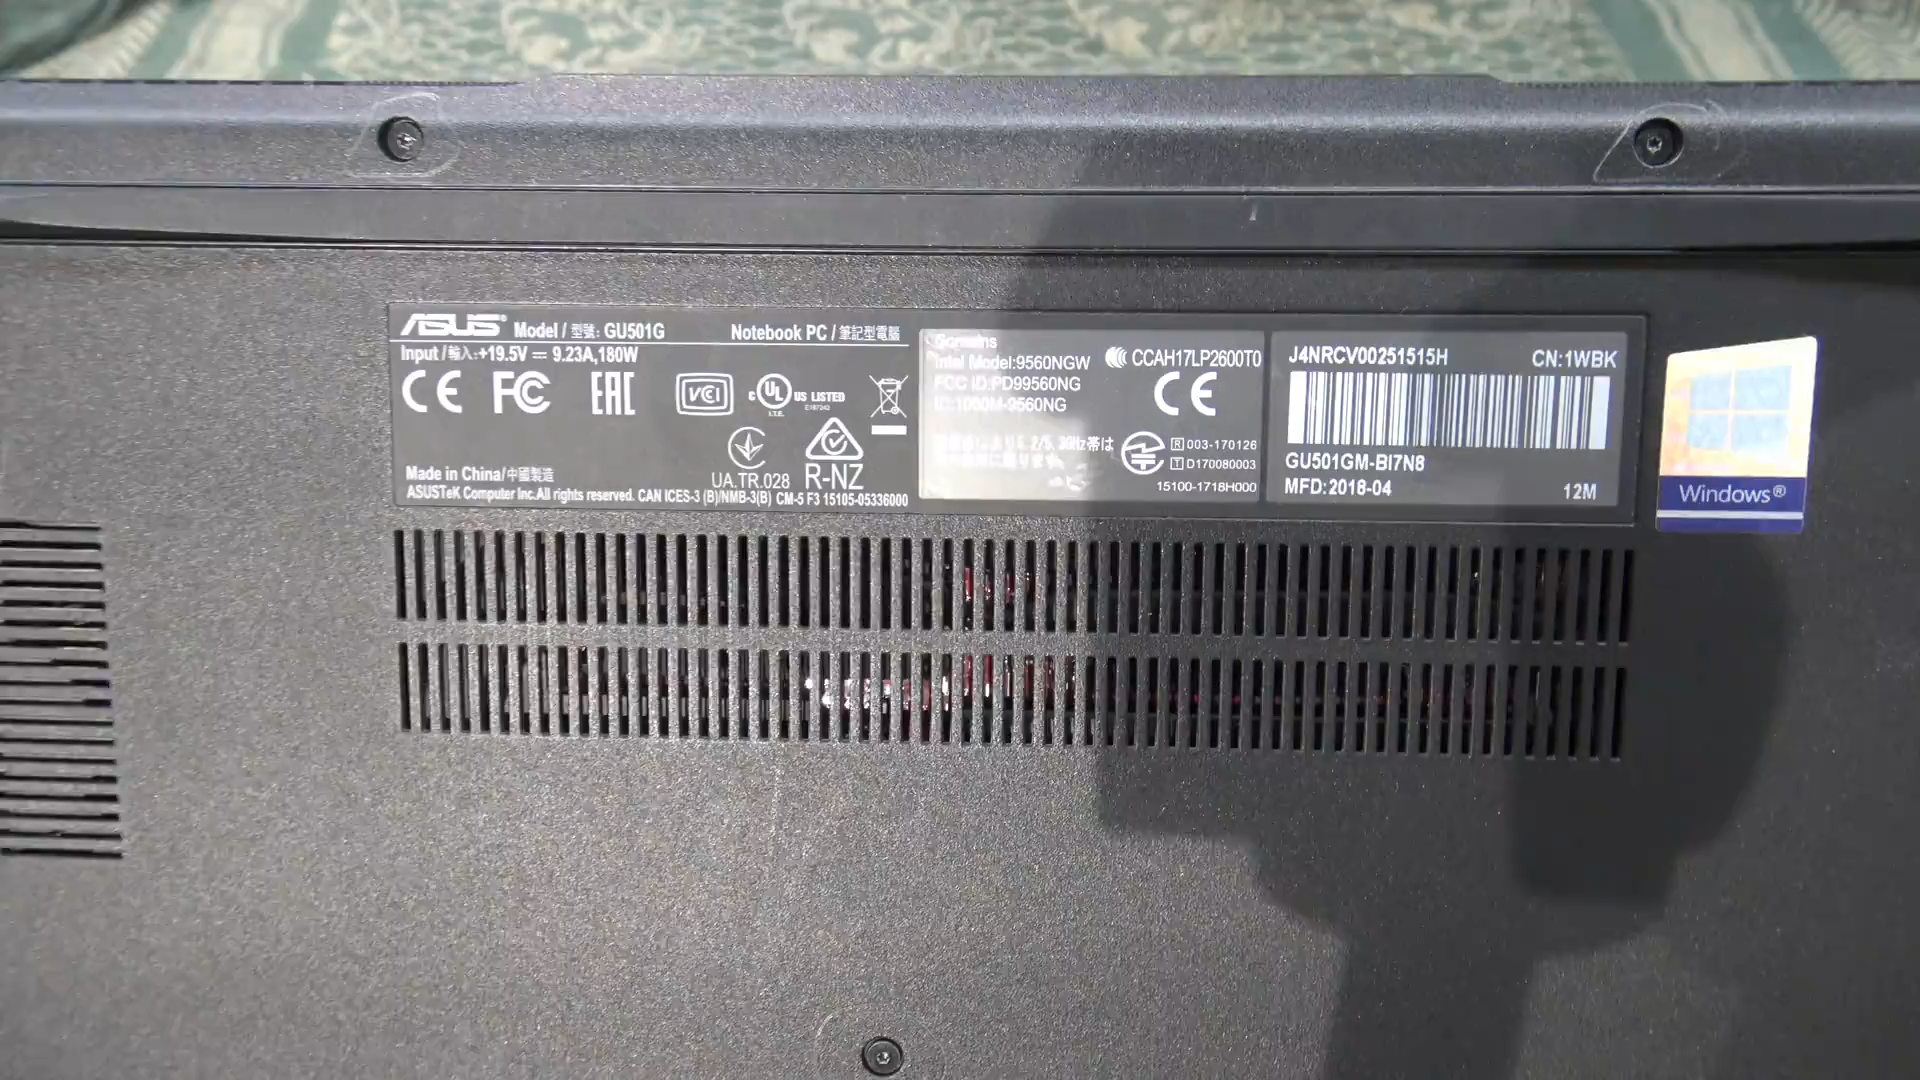 ASUS Model / 型號: GU501G Notebook PC / 筆記型電腦
Input / 輸入: +19.5V ⎓ 9.23A, 180W
CE FC EAC VCCI c UL US LISTED
I.T.E. E187242
UA.TR.028 R-NZ
Made in China/中國製造
ASUSTeK Computer Inc.All rights reserved. CAN ICES-3 (B)/NMB-3(B) CM-5 F3 15105-05336000
Contains
Intel Model:9560NGW CCAH17LP2600T0
FCC ID:PD99560NG
IC:1000M-9560NG CE
R 003-170126
T D170080003
15100-1718H000
J4NRCV00251515H CN:1WBK
GU501GM-BI7N8
MFD:2018-04 12M
Windows®